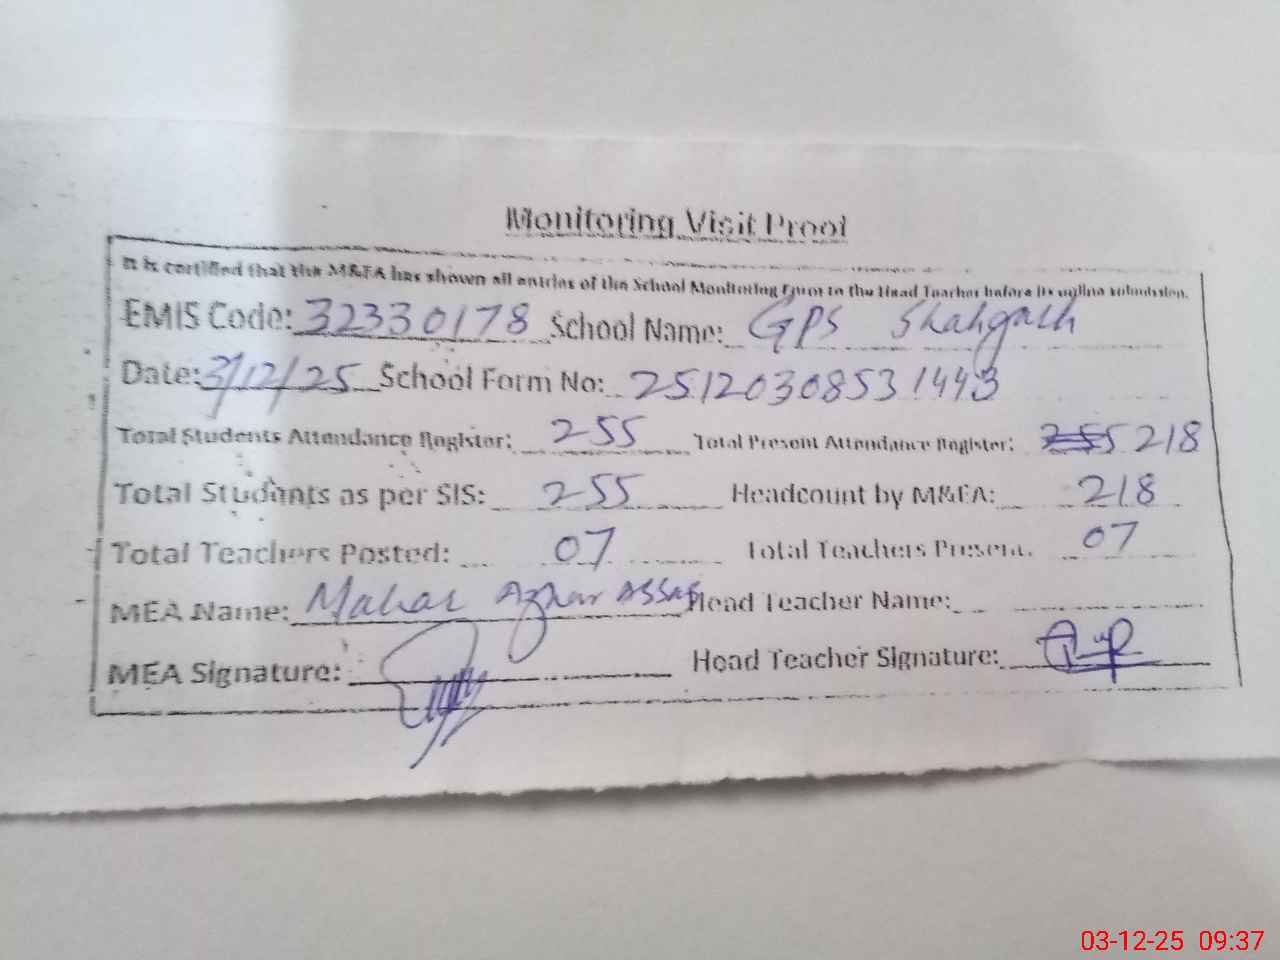 Monitoring Visit Proof
It is certified that the M&EA has shown all entries of the School Monitoring Form to the Head Teacher before its online submission.
EMIS Code: 32330178 School Name: GPS Shahgarh
Date: 3/12/25 School Form No: 25120308531443
Total Students Attendance Register: 255 Total Present Attendance Register: 255 218
Total Students as per SIS: 255 Headcount by M&EA: 218
Total Teachers Posted: 07 Total Teachers Present: 07
MEA Name: Mahar Azhar Head Teacher Name:
MEA Signature: Head Teacher Signature:
03-12-25 09:37